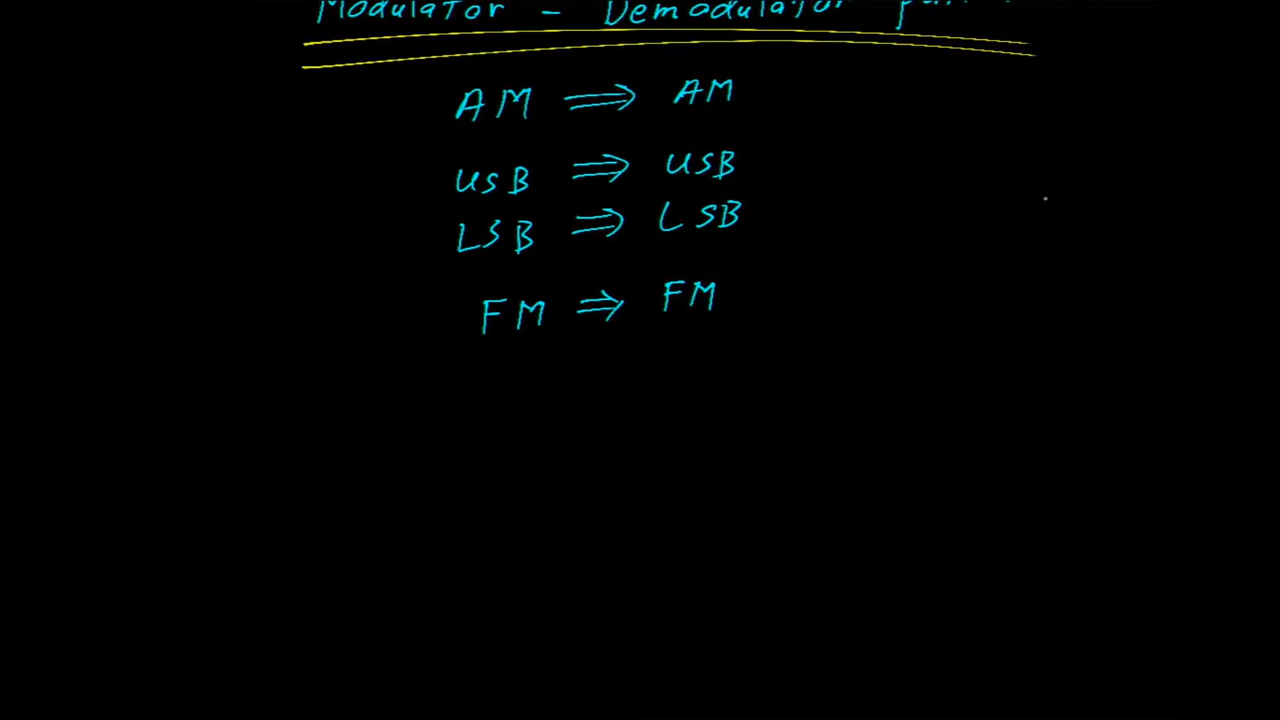 Modulator - Demodulator
AM ⇒ AM
USB ⇒ USB
LSB ⇒ LSB
FM ⇒ FM